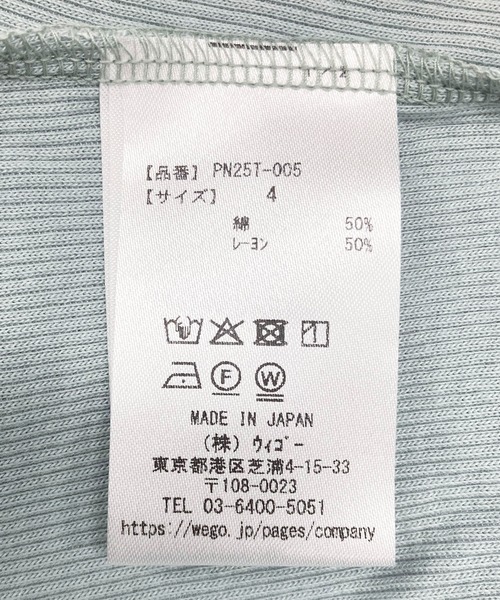 1/2
【品番】 PN25T-005
【サイズ】 4
綿 50%
レーヨン 50%
F W
MADE IN JAPAN
(株) ウィゴー
東京都港区芝浦4-15-33
〒108-0023
TEL 03-6400-5051
https://wego.jp/pages/company